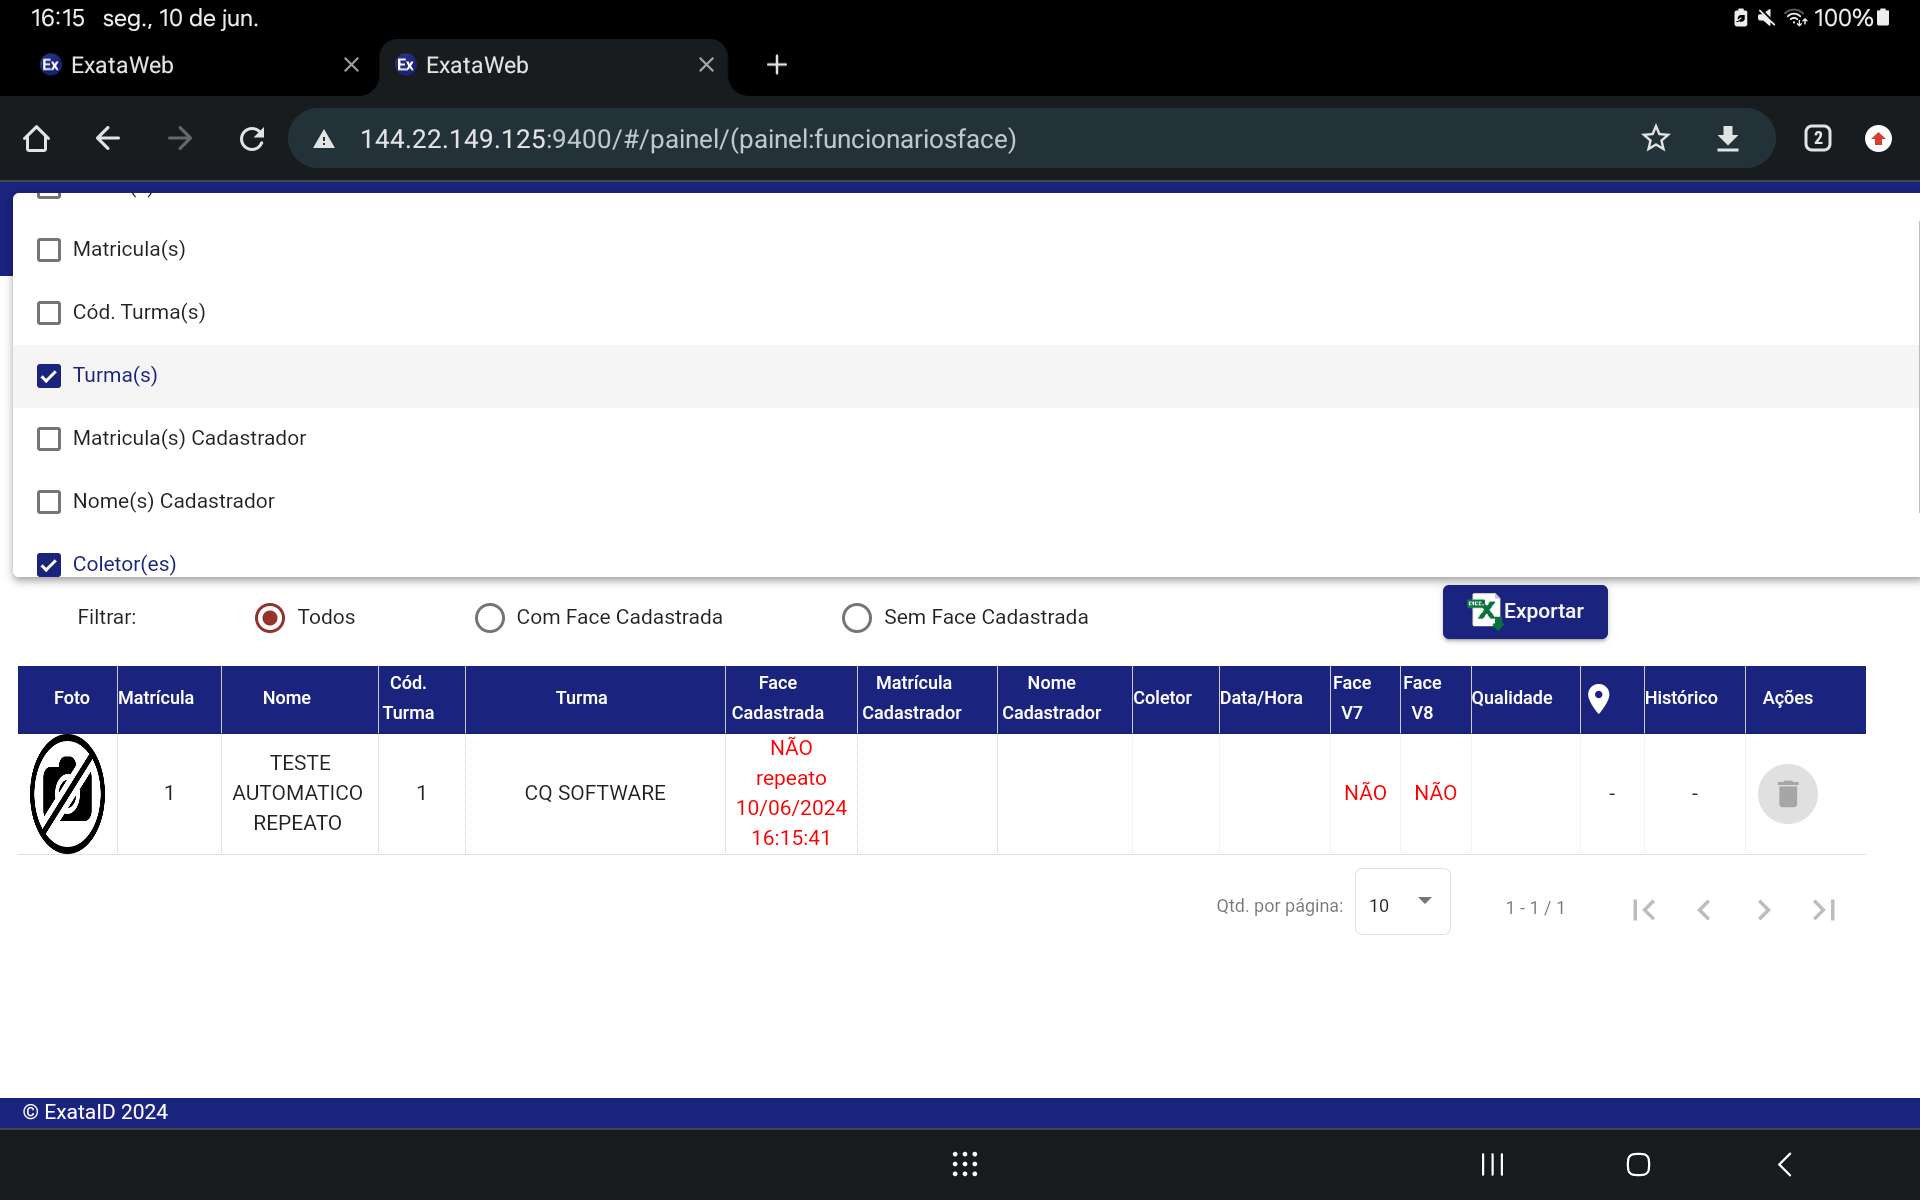 16:15 seg., 10 de jun.
100%
Ex ExataWeb
Ex ExataWeb
144.22.149.125:9400/#/painel/(painel:funcionariosface)
2
Matricula(s)
Cód. Turma(s)
Turma(s)
Matricula(s) Cadastrador
Nome(s) Cadastrador
Coletor(es)
Filtrar: Todos Com Face Cadastrada Sem Face Cadastrada
Exportar
Foto Matrícula Nome Cód. Turma Turma Face Cadastrada Matrícula Cadastrador Nome Cadastrador Coletor Data/Hora Face V7 Face V8 Qualidade Histórico Ações
1 TESTE AUTOMATICO REPEATO 1 CQ SOFTWARE NÃO repeato 10/06/2024 16:15:41 NÃO NÃO - -
Qtd. por página: 10 1 - 1 / 1
© ExataID 2024